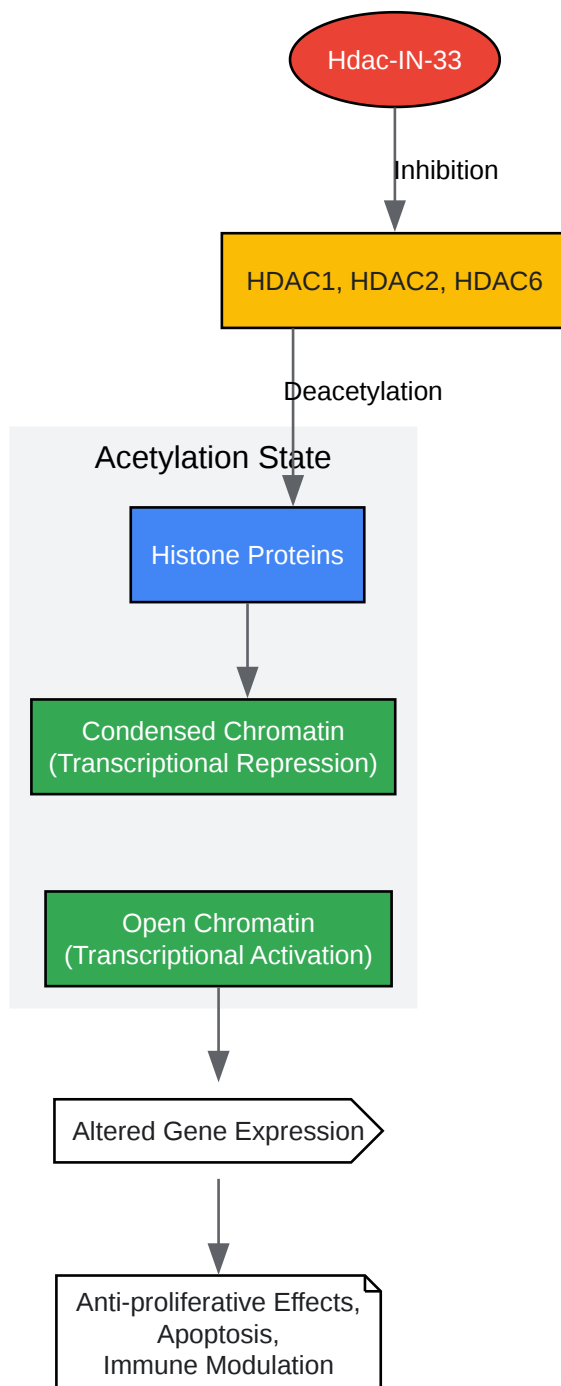 Hdac-IN-33
Inhibition
HDAC1, HDAC2, HDAC6
Deacetylation
Acetylation State
Histone Proteins
Condensed Chromatin
(Transcriptional Repression)
Open Chromatin
(Transcriptional Activation)
Altered Gene Expression
Anti-proliferative Effects,
Apoptosis,
Immune Modulation